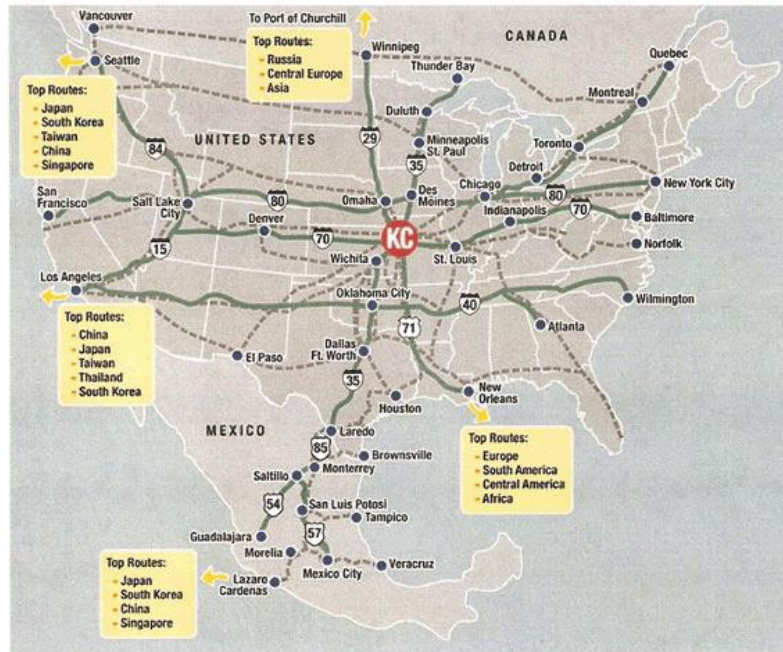 Vancouver
To Port of Churchill
CANADA
Seattle
Winnipeg
Thunder Bay
Quebec
Top Routes:
- Russia
- Central Europe
- Asia
Top Routes:
- Japan
- South Korea
- Taiwan
- China
- Singapore
Duluth
Montreal
UNITED STATES
Minneapolis
St. Paul
Toronto
Detroit
84
29
35
San
Francisco
Salt Lake
City
80
Omaha
Des
Moines
Chicago
80
New York City
Denver
Indianapolis
70
Baltimore
15
70
KC
St. Louis
Norfolk
Wichita
Los Angeles
Oklahoma City
40
Wilmington
Top Routes:
- China
- Japan
- Taiwan
- Thailand
- South Korea
71
Atlanta
El Paso
Dallas
Ft. Worth
35
Houston
New
Orleans
MEXICO
Laredo
85
Brownsville
Top Routes:
- Europe
- South America
- Central America
- Africa
Saltillo
Monterrey
54
San Luis Potosi
Tampico
Guadalajara
57
Morelia
Mexico City
Veracruz
Top Routes:
- Japan
- South Korea
- China
- Singapore
Lazaro
Cardenas